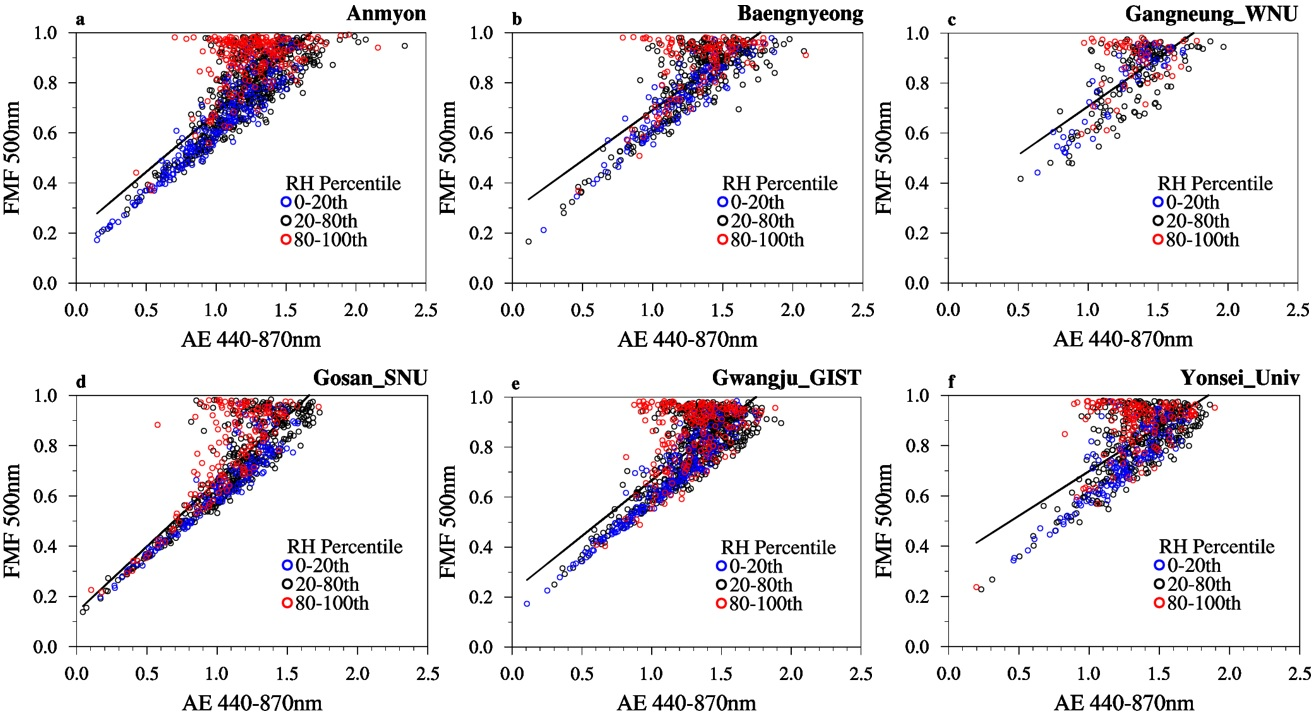 a Anmyon
1.0
0.8
0.6
0.4
0.2
0.0
FMF 500nm
RH Percentile
0-20th
20-80th
80-100th
0.0 0.5 1.0 1.5 2.0 2.5
AE 440-870nm
b Baengnyeong
1.0
0.8
0.6
0.4
0.2
0.0
FMF 500nm
RH Percentile
0-20th
20-80th
80-100th
0.0 0.5 1.0 1.5 2.0 2.5
AE 440-870nm
c Gangneung_WNU
1.0
0.8
0.6
0.4
0.2
0.0
FMF 500nm
RH Percentile
0-20th
20-80th
80-100th
0.0 0.5 1.0 1.5 2.0 2.5
AE 440-870nm
d Gosan_SNU
1.0
0.8
0.6
0.4
0.2
0.0
FMF 500nm
RH Percentile
0-20th
20-80th
80-100th
0.0 0.5 1.0 1.5 2.0 2.5
AE 440-870nm
e Gwangju_GIST
1.0
0.8
0.6
0.4
0.2
0.0
FMF 500nm
RH Percentile
0-20th
20-80th
80-100th
0.0 0.5 1.0 1.5 2.0 2.5
AE 440-870nm
f Yonsei_Univ
1.0
0.8
0.6
0.4
0.2
0.0
FMF 500nm
RH Percentile
0-20th
20-80th
80-100th
0.0 0.5 1.0 1.5 2.0 2.5
AE 440-870nm